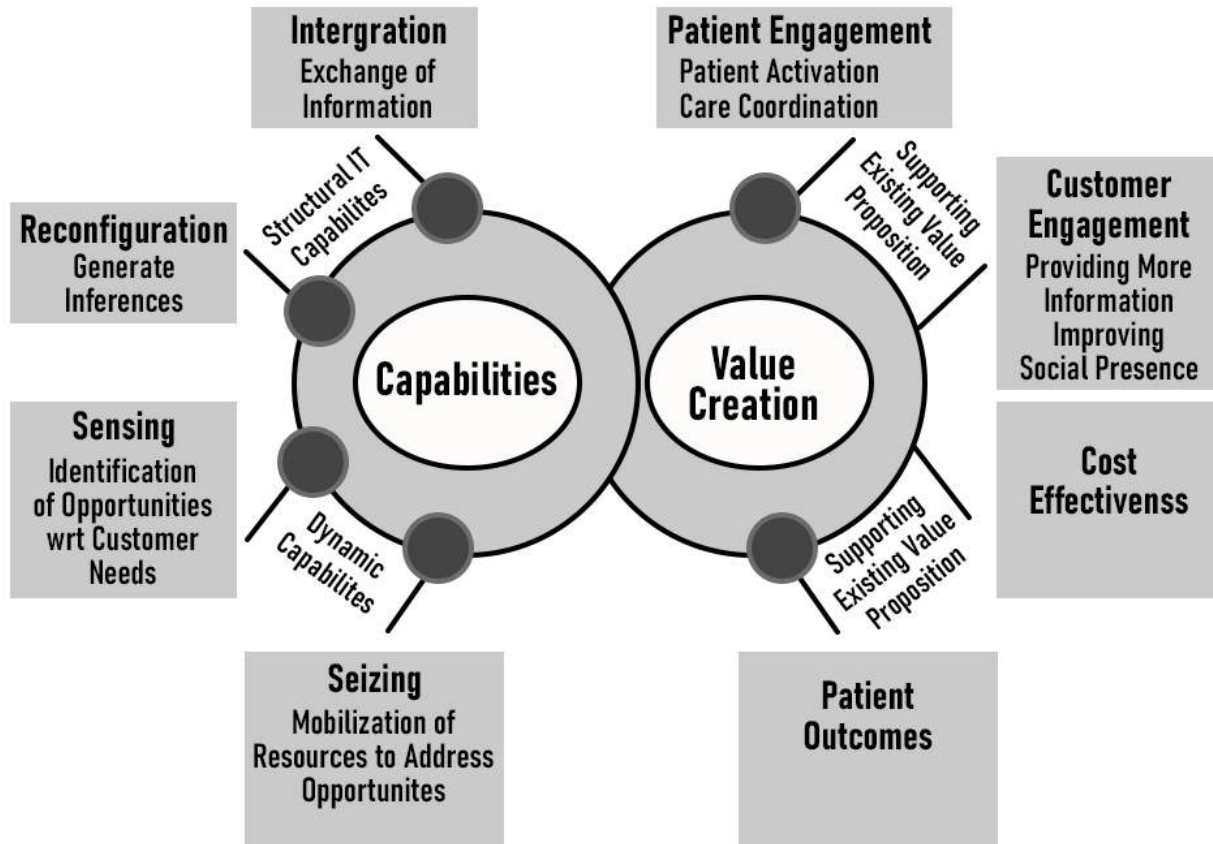 Intergration
Exchange of
Information
Patient Engagement
Patient Activation
Care Coordination
Structural IT
Capabilites
Supporting
Existing Value
Proposition
Reconfiguration
Generate
Inferences
Customer
Engagement
Providing More
Information
Improving
Social Presence
Capabilities
Value
Creation
Sensing
Identification
of Opportunities
wrt Customer
Needs
Dynamic
Capabilites
Supporting
Existing Value
Proposition
Cost
Effectivenss
Seizing
Mobilization of
Resources to Address
Opportunites
Patient
Outcomes